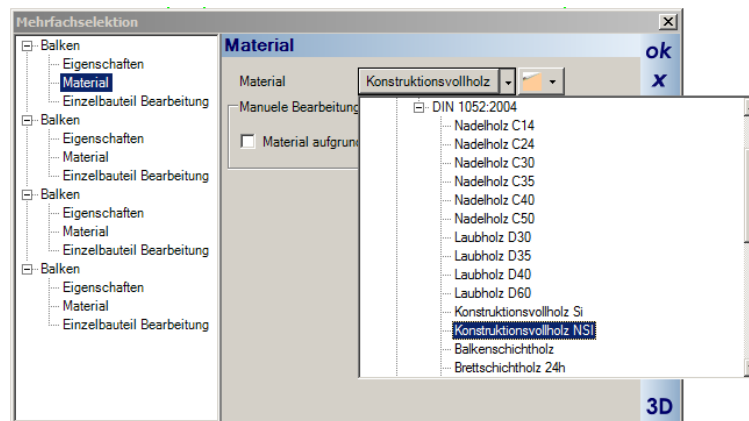 Mehrfachselektion
Balken
Eigenschaften
Material
Einzelbauteil Bearbeitung
Balken
Eigenschaften
Material
Einzelbauteil Bearbeitung
Balken
Eigenschaften
Material
Einzelbauteil Bearbeitung
Balken
Eigenschaften
Material
Einzelbauteil Bearbeitung
Material
Material Konstruktionsvollholz
Manuele Bearbeitung
Material
DIN 1052:2004
Nadelholz C14
Nadelholz C24
Nadelholz C30
Nadelholz C35
Nadelholz C40
Nadelholz C50
Laubholz D30
Laubholz D35
Laubholz D40
Laubholz D60
Konstruktionsvollholz Si
Konstruktionsvollholz NSI
Balkenschichtholz
Brettschichtholz 24h
ok
x
3D